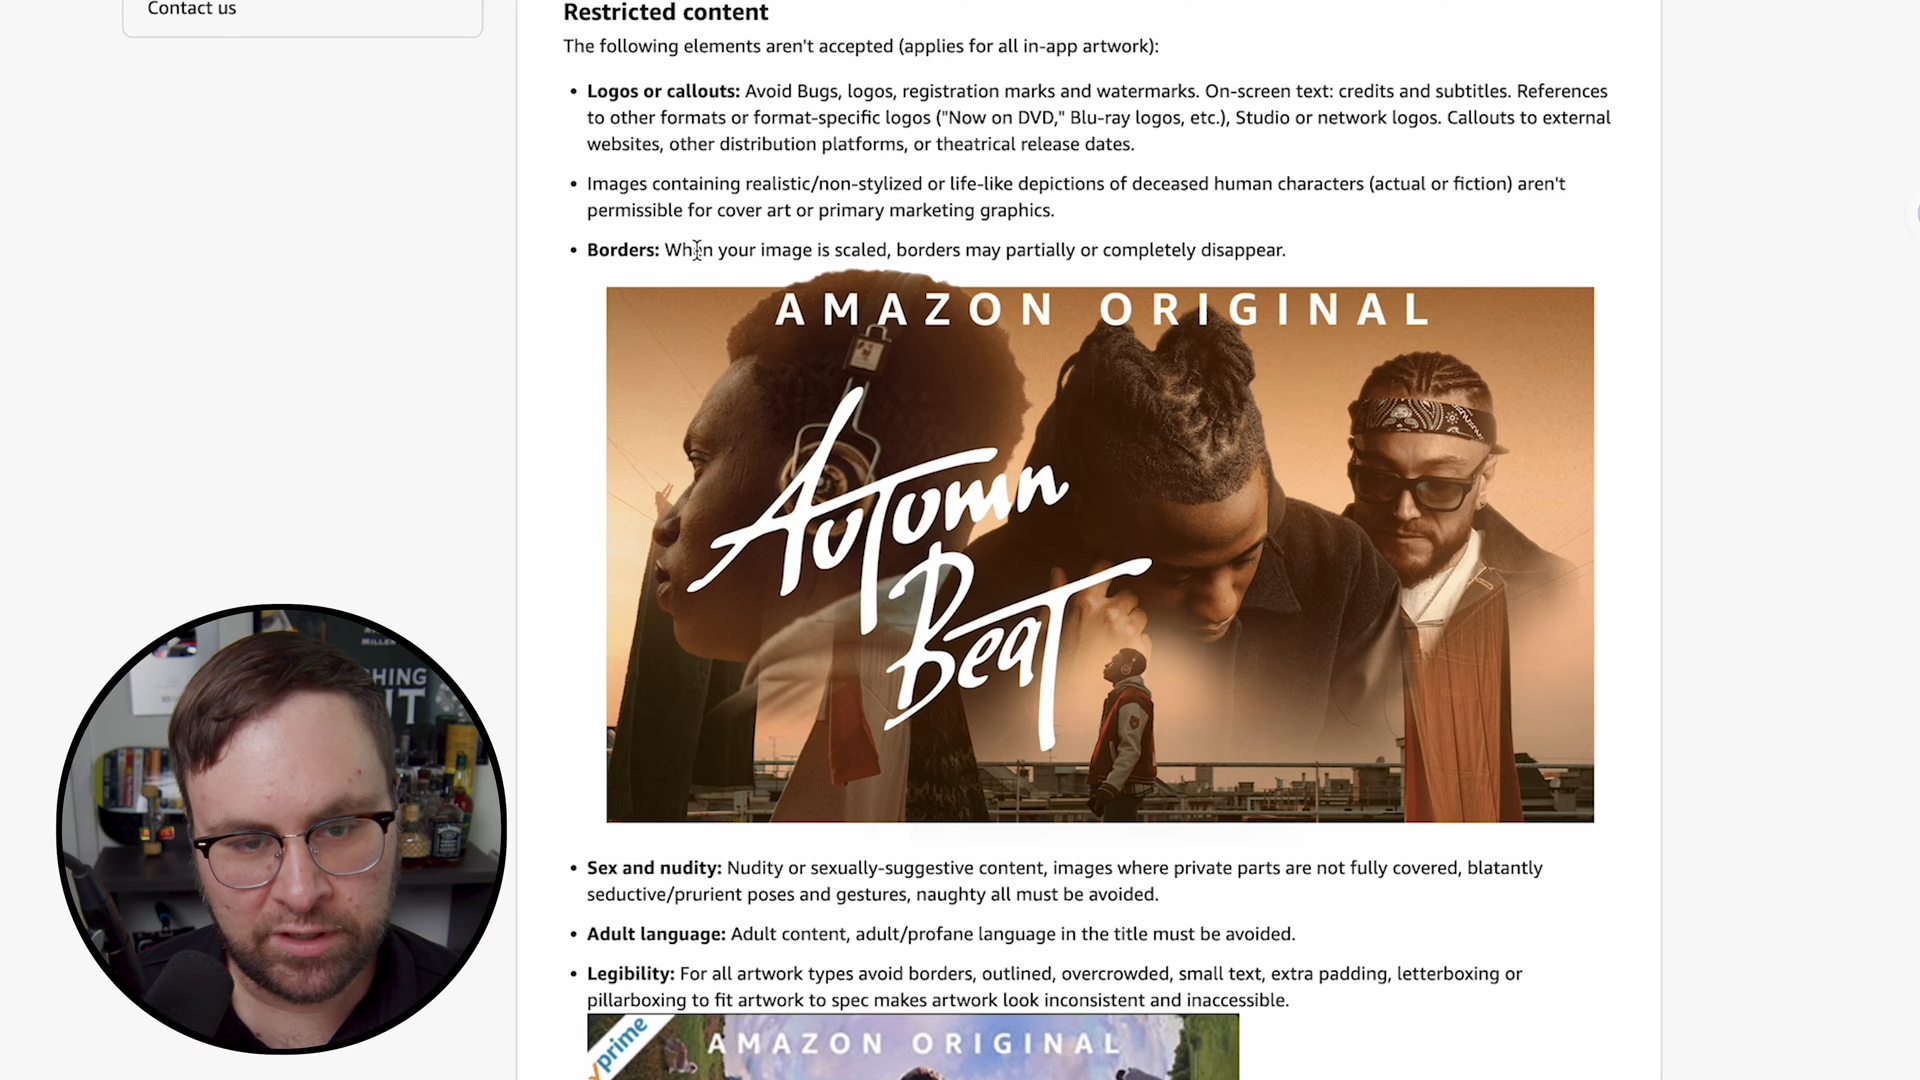 Contact us
Restricted content
The following elements aren't accepted (applies for all in-app artwork):
• Logos or callouts: Avoid Bugs, logos, registration marks and watermarks. On-screen text: credits and subtitles. References
to other formats or format-specific logos ("Now on DVD," Blu-ray logos, etc.), Studio or network logos. Callouts to external
websites, other distribution platforms, or theatrical release dates.
• Images containing realistic/non-stylized or life-like depictions of deceased human characters (actual or fiction) aren't
permissible for cover art or primary marketing graphics.
• Borders: When your image is scaled, borders may partially or completely disappear.
AMAZON ORIGINAL
Autumn
Beat
MILLER
HING
IT
• Sex and nudity: Nudity or sexually-suggestive content, images where private parts are not fully covered, blatantly
seductive/prurient poses and gestures, naughty all must be avoided.
• Adult language: Adult content, adult/profane language in the title must be avoided.
• Legibility: For all artwork types avoid borders, outlined, overcrowded, small text, extra padding, letterboxing or
pillarboxing to fit artwork to spec makes artwork look inconsistent and inaccessible.
prime
AMAZON ORIGINAL